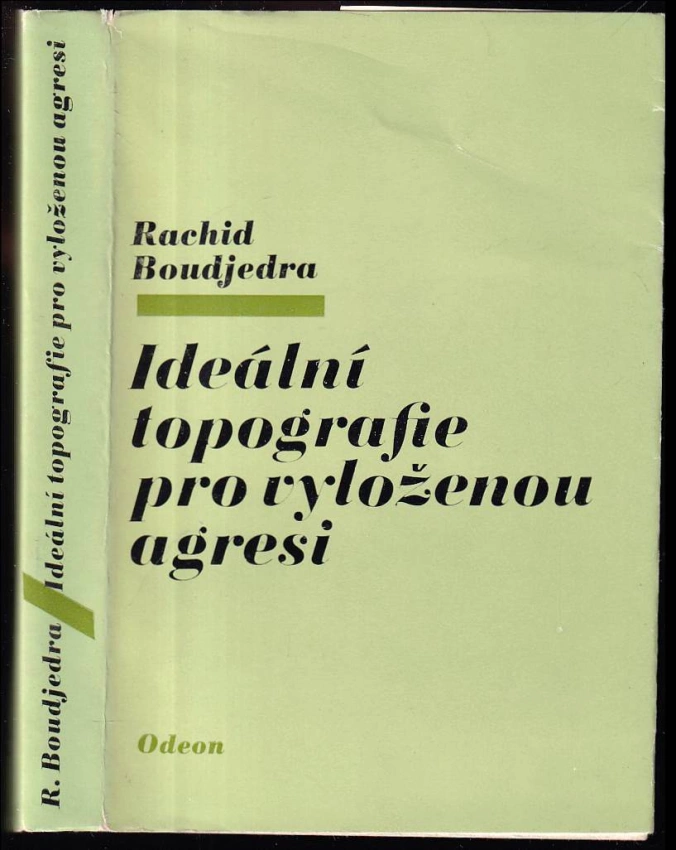 R. Boudjedra / Ideální topografie pro vyloženou agresi
Rachid
Boudjedra
Ideální
topografie
pro vyloženou
agresi
Odeon